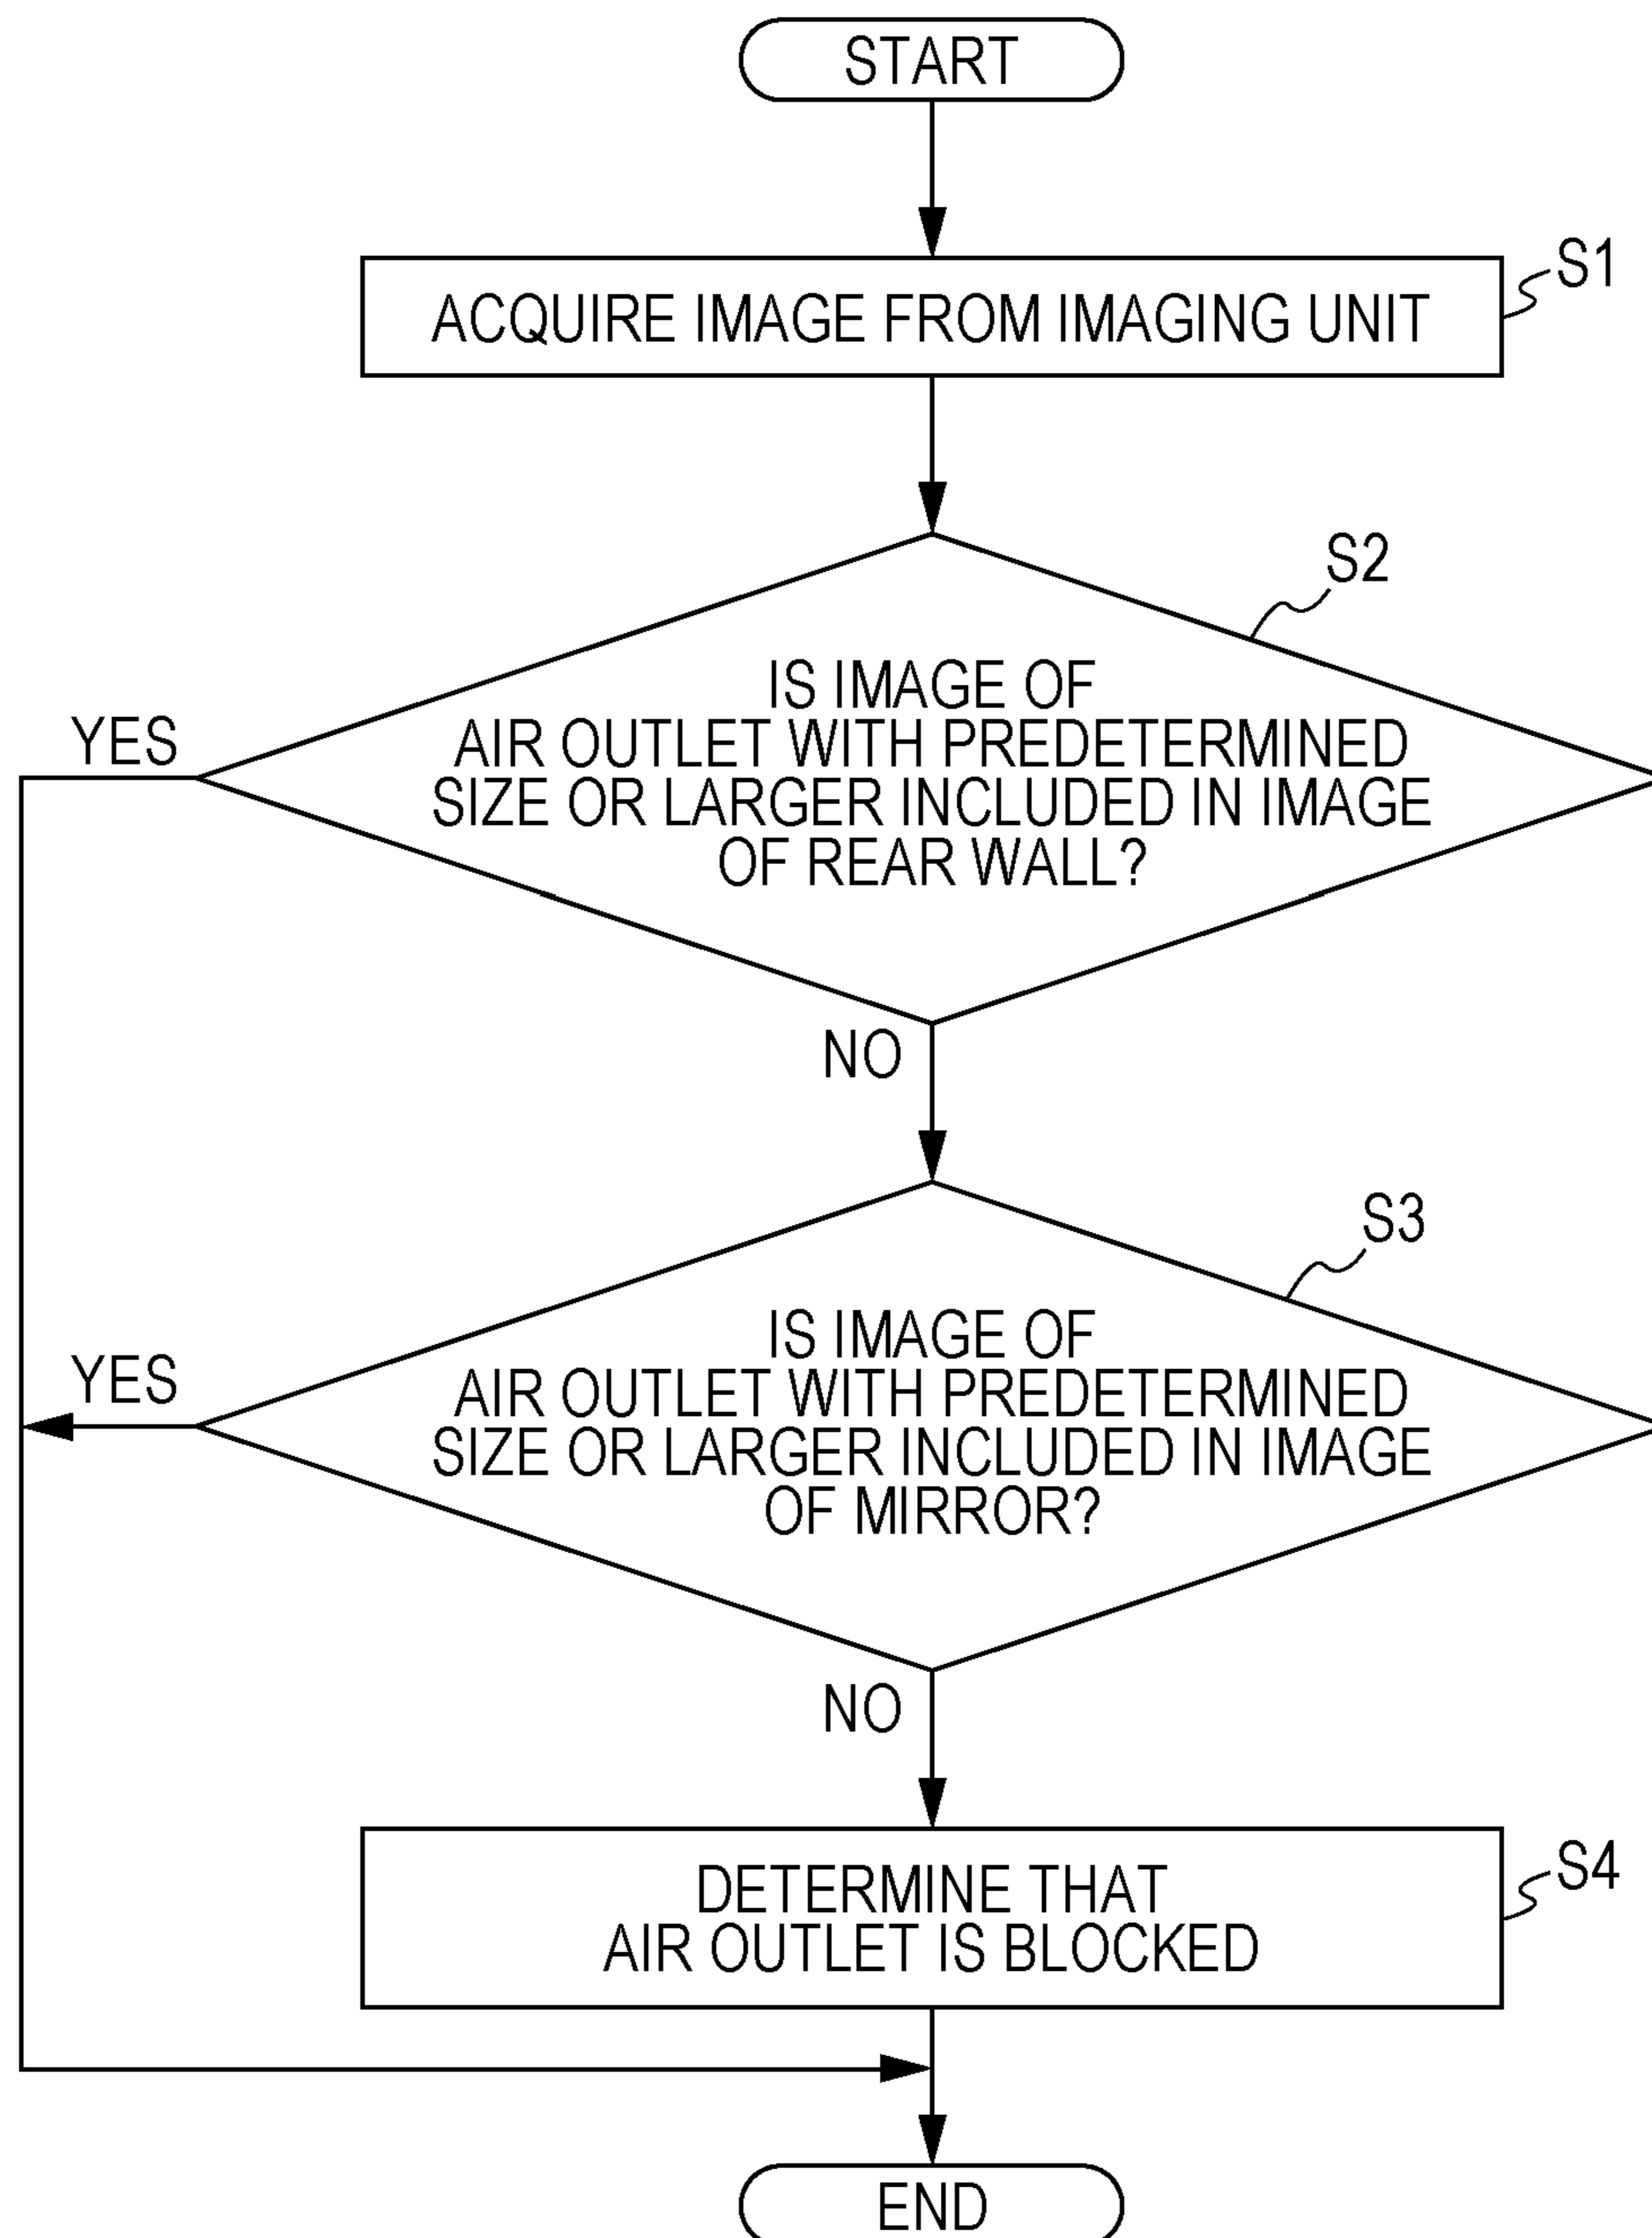 START
ACQUIRE IMAGE FROM IMAGING UNIT
S1
S2
IS IMAGE OF
AIR OUTLET WITH PREDETERMINED
SIZE OR LARGER INCLUDED IN IMAGE
OF REAR WALL?
YES
NO
S3
IS IMAGE OF
AIR OUTLET WITH PREDETERMINED
SIZE OR LARGER INCLUDED IN IMAGE
OF MIRROR?
YES
NO
DETERMINE THAT
AIR OUTLET IS BLOCKED
S4
END